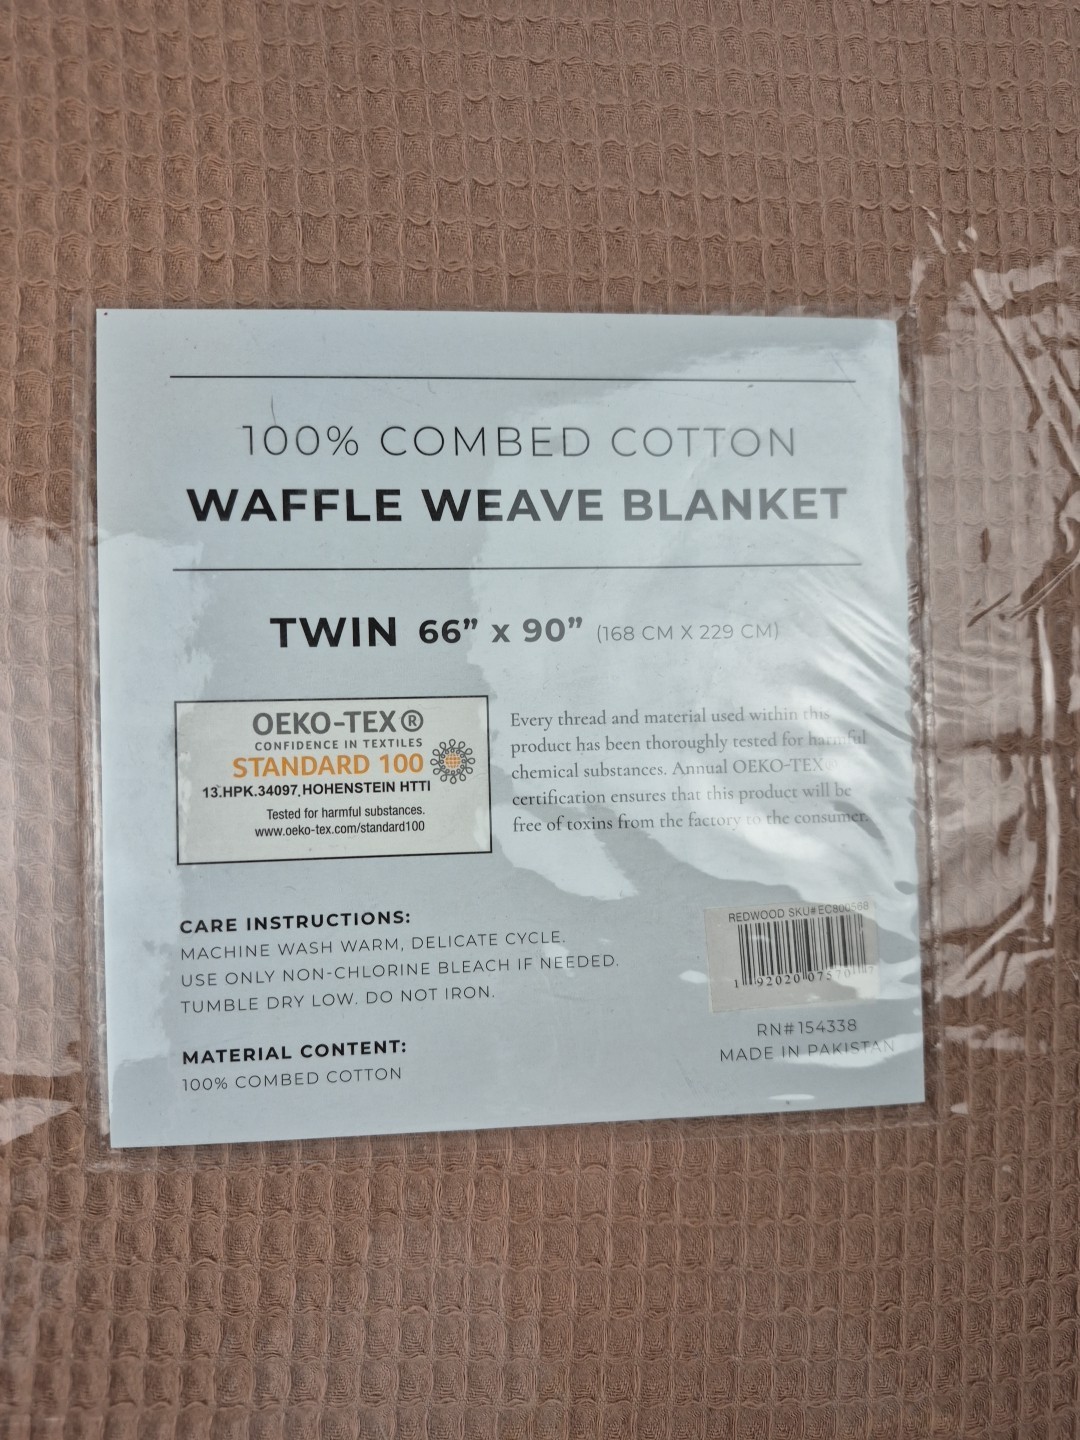 100% COMBED COTTON
WAFFLE WEAVE BLANKET
TWIN 66” x 90” (168 CM X 229 CM)
OEKO-TEX®
CONFIDENCE IN TEXTILES
STANDARD 100
13.HPK.34097, HOHENSTEIN HTTI
Tested for harmful substances.
www.oeko-tex.com/standard100
Every thread and material used within this
product has been thoroughly tested for harmful
chemical substances. Annual OEKO-TEX
certification ensures that this product will be
free of toxins from the factory to the consumer.
CARE INSTRUCTIONS:
MACHINE WASH WARM, DELICATE CYCLE.
USE ONLY NON-CHLORINE BLEACH IF NEEDED.
TUMBLE DRY LOW. DO NOT IRON.
MATERIAL CONTENT:
100% COMBED COTTON
REDWOOD SKU#EC800568
1 92020
RN#154338
MADE IN PAKISTAN